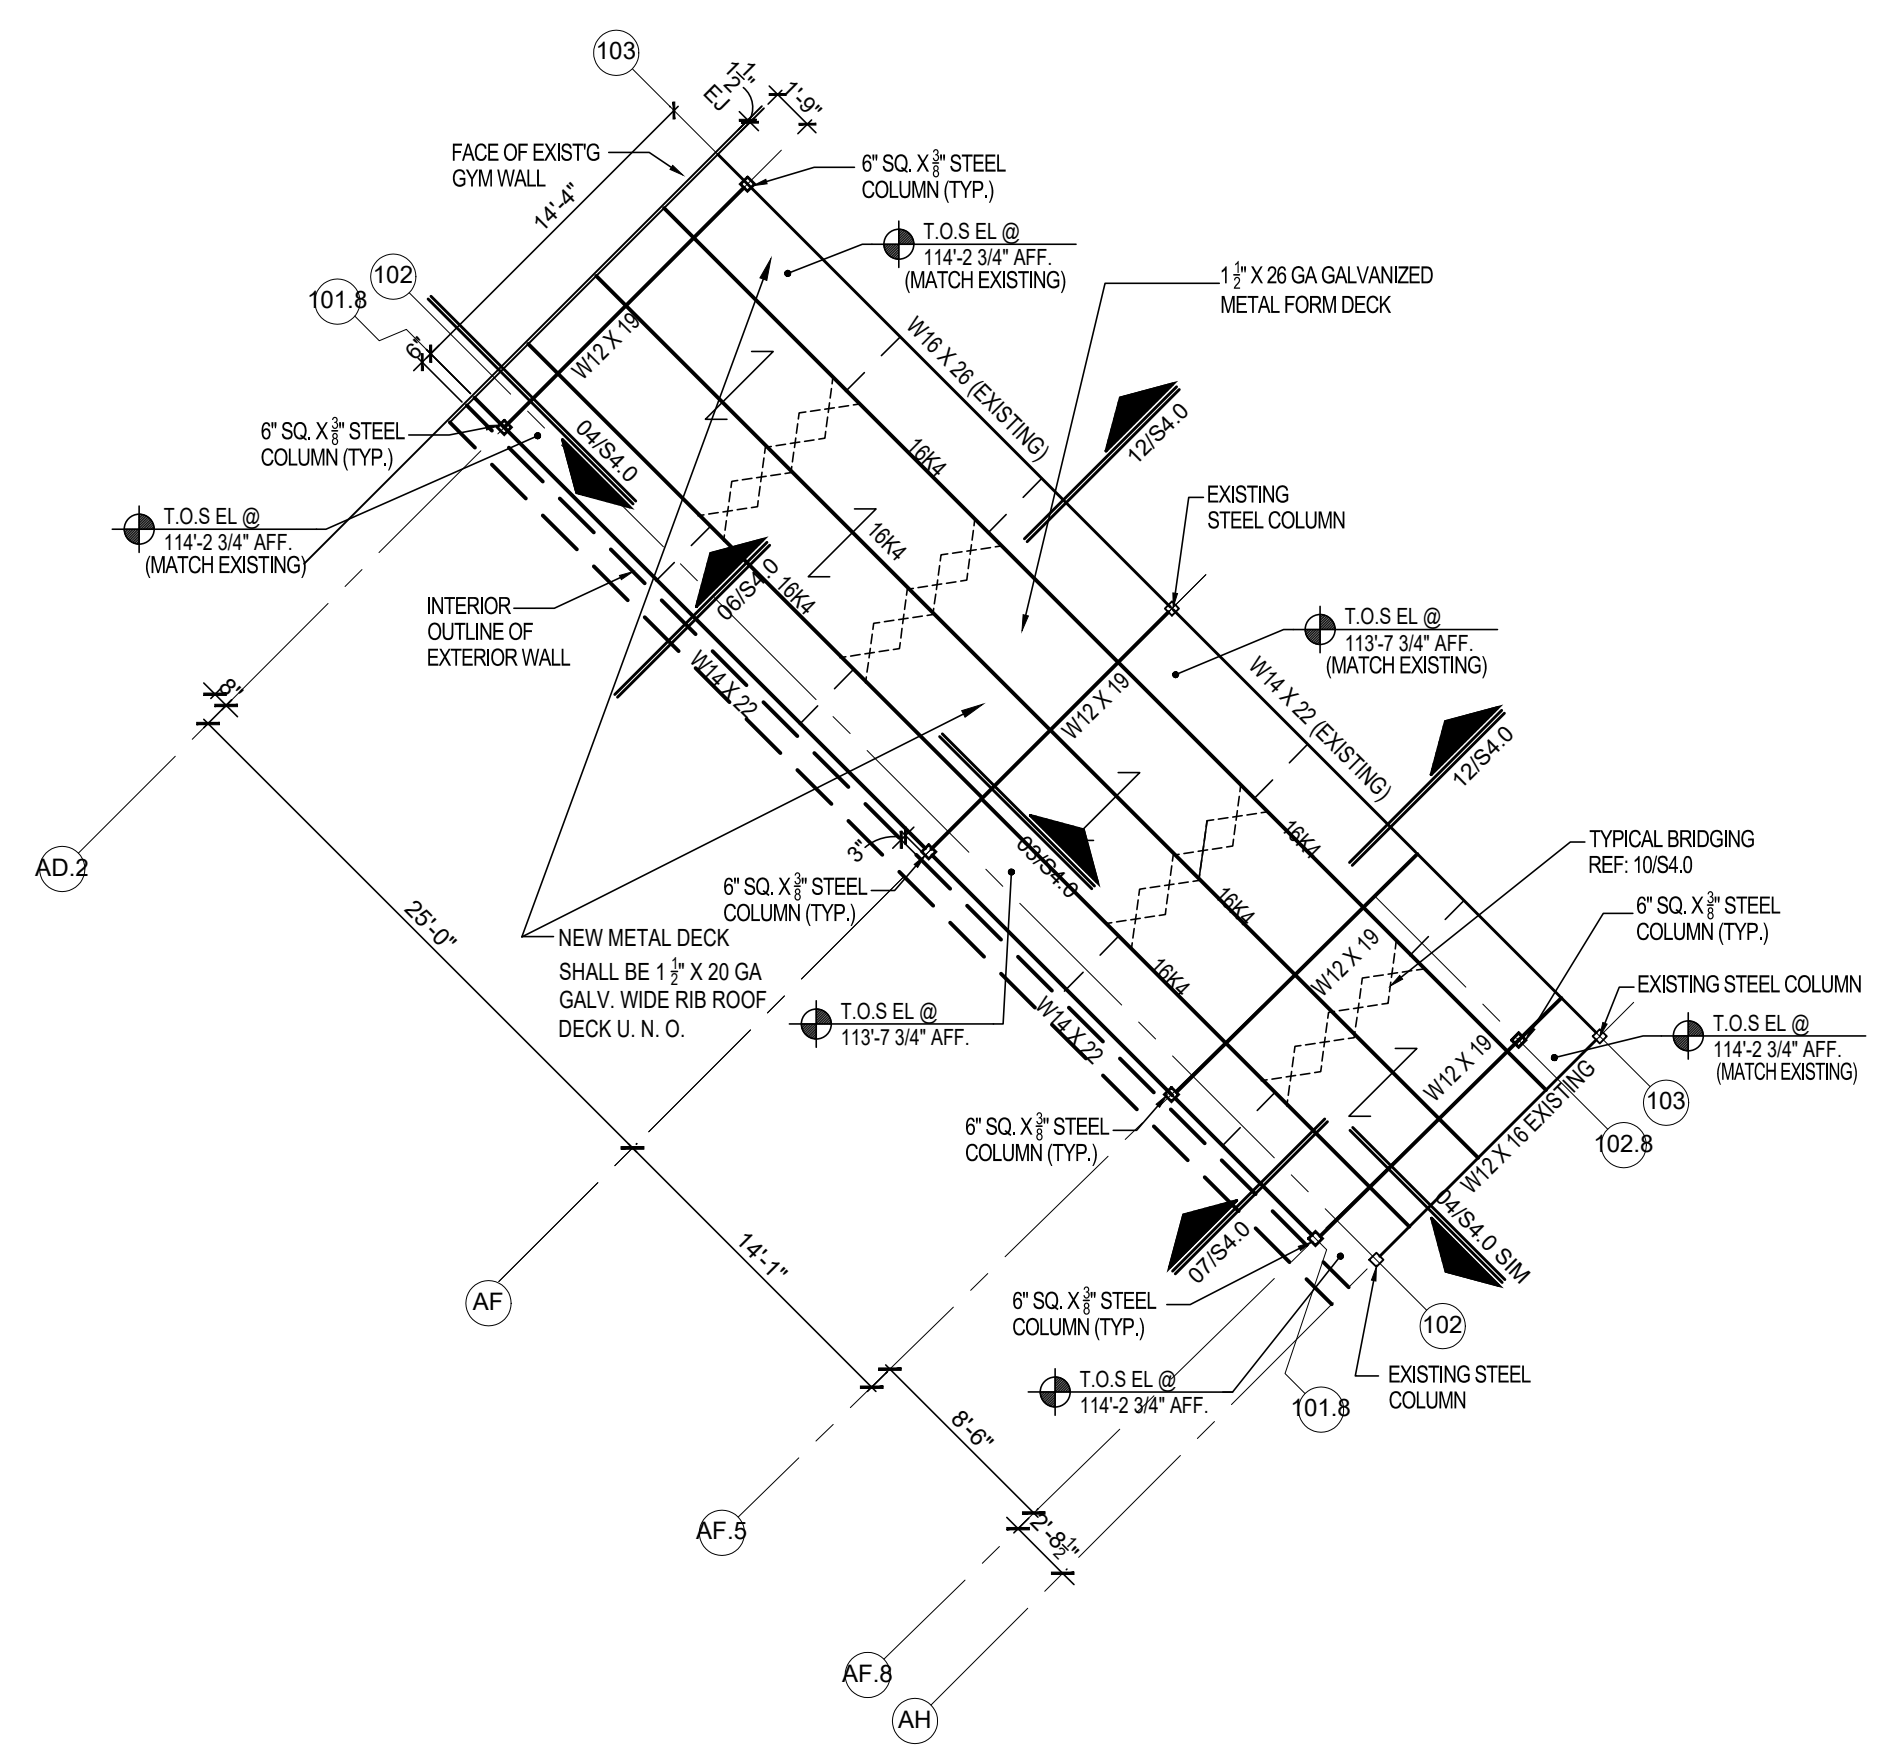 103
1 1/2"
EJ
1'-9"
FACE OF EXIST'G
GYM WALL
14'-4"
6" SQ. X 3/8" STEEL
COLUMN (TYP.)
T.O.S EL @
114'-2 3/4" AFF.
(MATCH EXISTING)
102
101.8
6"
1 1/2" X 26 GA GALVANIZED
METAL FORM DECK
W12 X 19
W16 X 26 (EXISTING)
6" SQ. X 3/8" STEEL
COLUMN (TYP.)
04/S4.0
16K4
12/S4.0
T.O.S EL @
114'-2 3/4" AFF.
(MATCH EXISTING)
EXISTING
STEEL COLUMN
16K4
06/S4.0
16K4
INTERIOR
OUTLINE OF
EXTERIOR WALL
T.O.S EL @
113'-7 3/4" AFF.
(MATCH EXISTING)
8"
W14 X 22
W12 X 19
W14 X 22 (EXISTING)
12/S4.0
AD.2
3"
03/S4.0
16K4
TYPICAL BRIDGING
REF: 10/S4.0
6" SQ. X 3/8" STEEL
COLUMN (TYP.)
16K4
6" SQ. X 3/8" STEEL
COLUMN (TYP.)
25'-0"
NEW METAL DECK
SHALL BE 1 1/2" X 20 GA
GALV. WIDE RIB ROOF
DECK U. N. O.
16K4
W12 X 19
EXISTING STEEL COLUMN
T.O.S EL @
113'-7 3/4" AFF.
W14 X 22
T.O.S EL @
114'-2 3/4" AFF.
(MATCH EXISTING)
W12 X 19
103
6" SQ. X 3/8" STEEL
COLUMN (TYP.)
W12 X 16 EXISTING
102.8
14'-1"
07/S4.0
04/S4.0 SIM
AF
6" SQ. X 3/8" STEEL
COLUMN (TYP.)
102
T.O.S EL @
114'-2 3/4" AFF.
EXISTING STEEL
COLUMN
101.8
8'-6"
AF.5
2'-8 1/2"
AF.8
AH